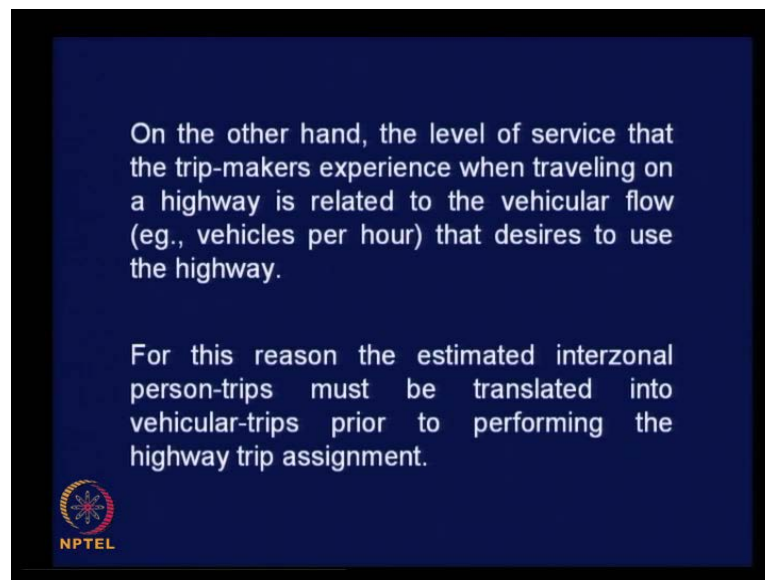 On the other hand, the level of service that
the trip-makers experience when traveling on
a highway is related to the vehicular flow
(eg., vehicles per hour) that desires to use
the highway.
For this reason the estimated interzonal
person-trips must be translated into
vehicular-trips prior to performing the
highway trip assignment.
NPTEL